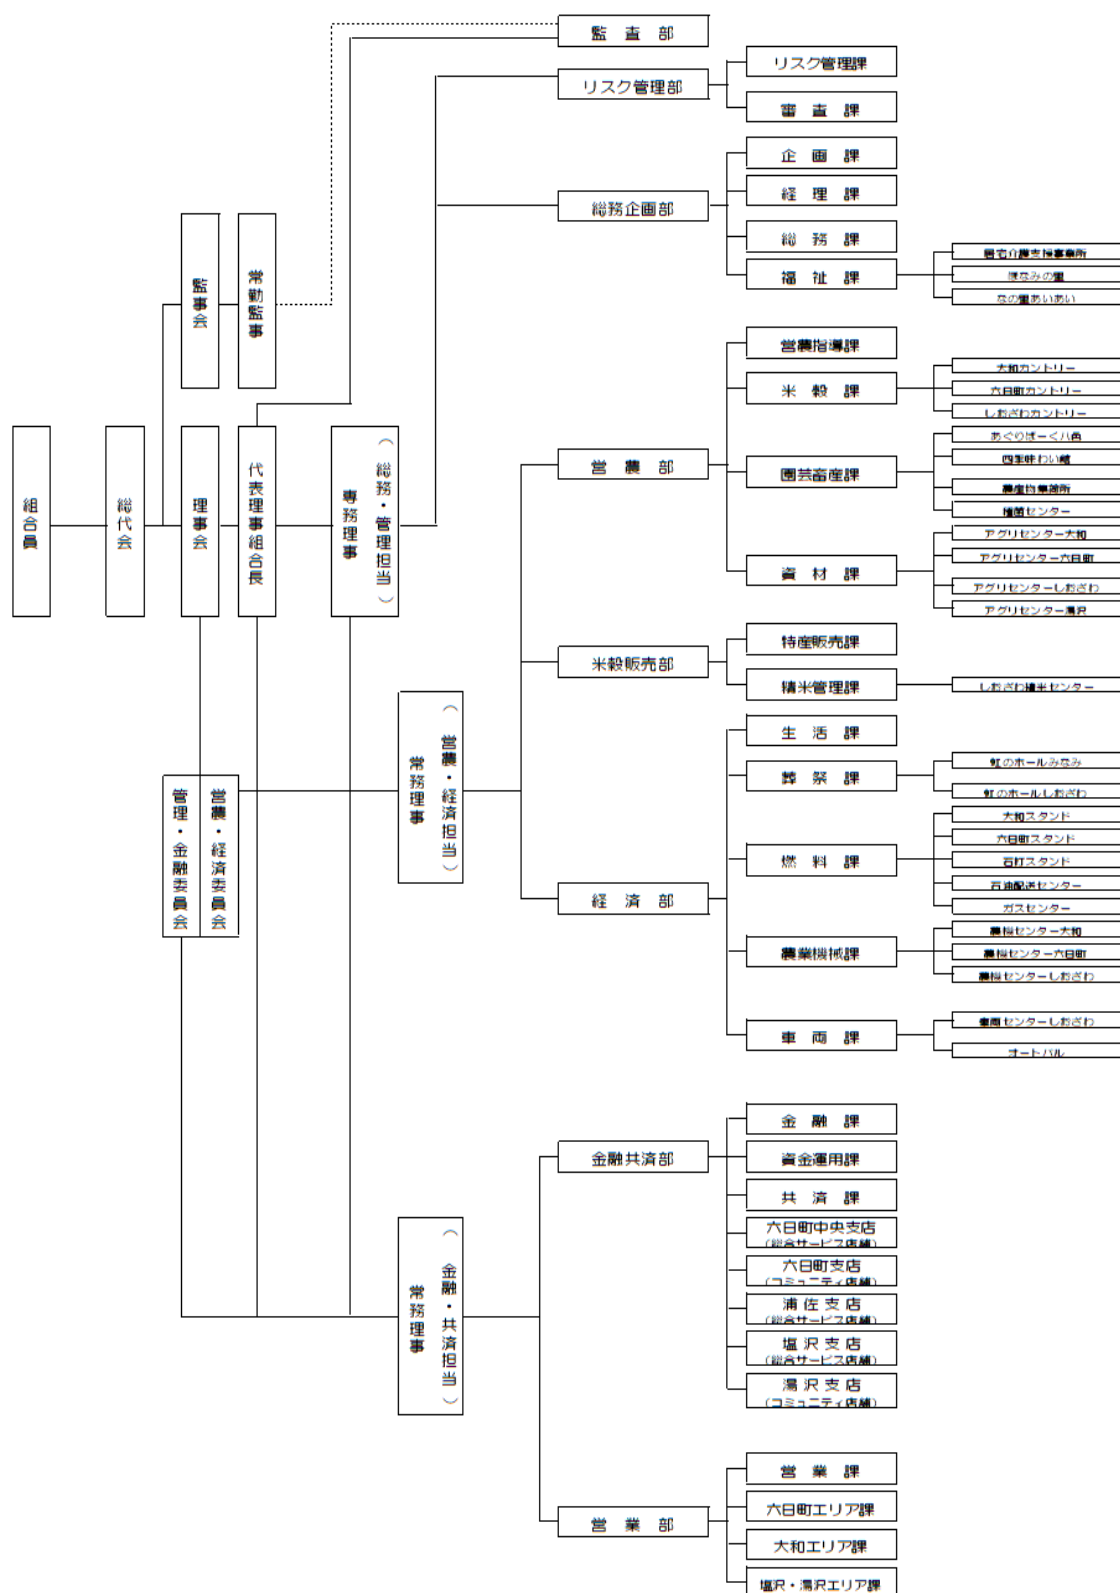 組合員
総代会
監事会
常勤監事
理事会
代表理事組合長
専務理事
（総務・管理担当）
管理・金融委員会
営農・経済委員会
常務理事
（営農・経済担当）
常務理事
（金融・共済担当）
監査部
リスク管理部
リスク管理課
審査課
総務企画部
企画課
経理課
総務課
福祉課
居宅介護支援事業所
ほなみの里
なの里あいあい
営農部
営農指導課
米穀課
大和カントリー
六日町カントリー
しおざわカントリー
園芸畜産課
あぐりぱーく八色
四季味わい館
農産物集荷所
種菌センター
資材課
アグリセンター大和
アグリセンター六日町
アグリセンターしおざわ
アグリセンター湯沢
米穀販売部
特産販売課
精米管理課
しおざわ精米センター
経済部
生活課
葬祭課
虹のホールみなみ
虹のホールしおざわ
燃料課
大和スタンド
六日町スタンド
石打スタンド
石油配送センター
ガスセンター
農業機械課
農機センター大和
農機センター六日町
農機センターしおざわ
車両課
車両センターしおざわ
オートパル
金融共済部
金融課
資金運用課
共済課
六日町中央支店
（総合サービス店舗）
六日町支店
（コミュニティ店舗）
浦佐支店
（総合サービス店舗）
塩沢支店
（総合サービス店舗）
湯沢支店
（コミュニティ店舗）
営業部
営業課
六日町エリア課
大和エリア課
塩沢・湯沢エリア課